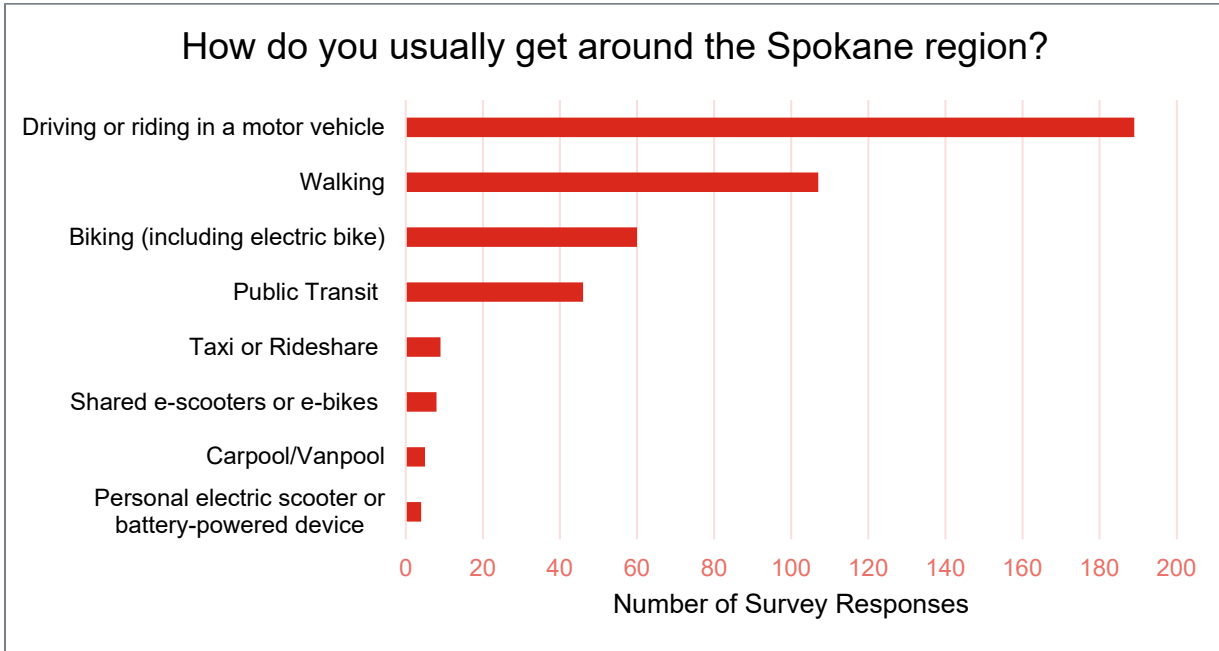 How do you usually get around the Spokane region?
Driving or riding in a motor vehicle
Walking
Biking (including electric bike)
Public Transit
Taxi or Rideshare
Shared e-scooters or e-bikes
Carpool/Vanpool
Personal electric scooter or
battery-powered device
0 20 40 60 80 100 120 140 160 180 200
Number of Survey Responses